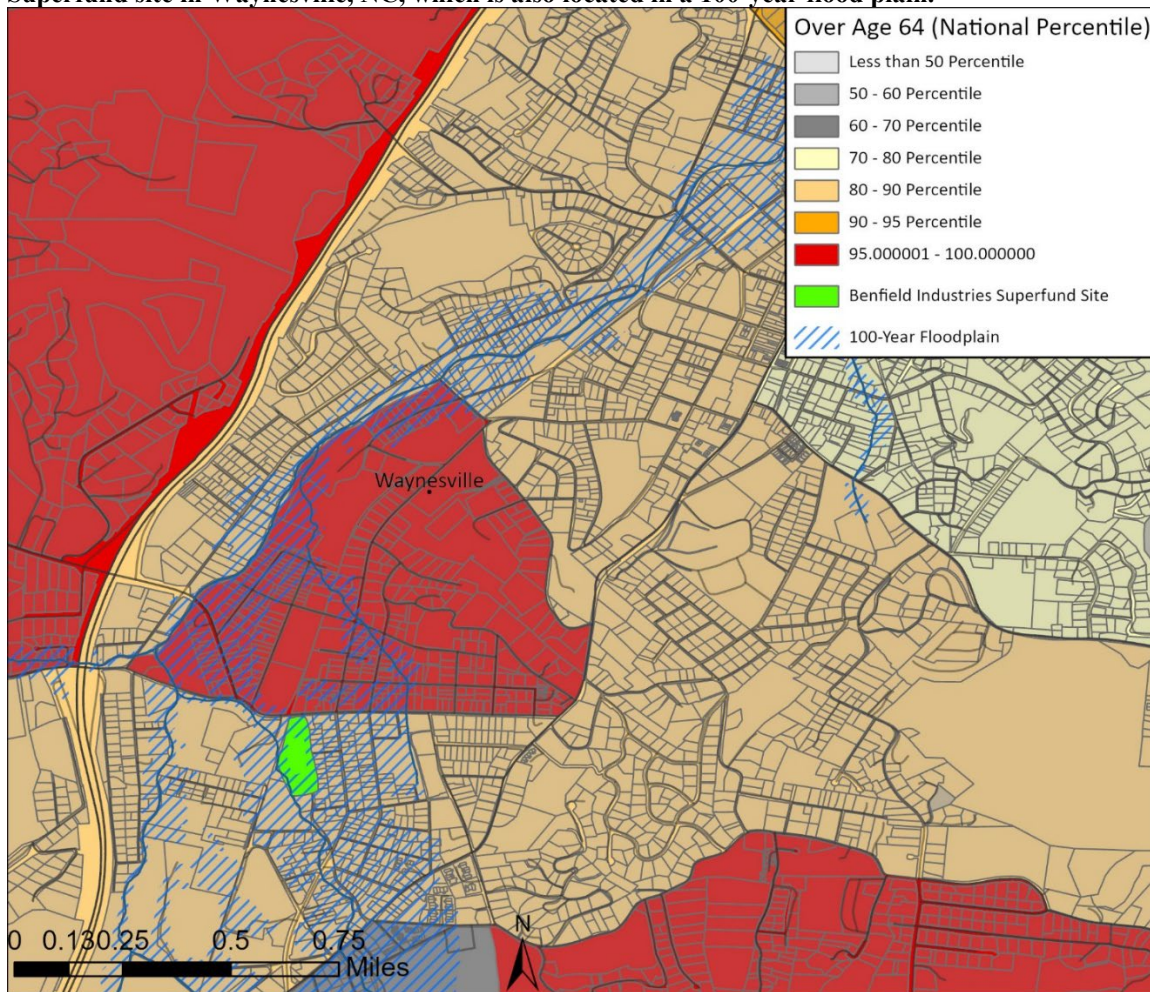 Superfund site in Waynesville, NC, which is also located in a 100-year flood plain.
Over Age 64 (National Percentile)
Less than 50 Percentile
50 - 60 Percentile
60 - 70 Percentile
70 - 80 Percentile
80 - 90 Percentile
90 - 95 Percentile
95.000001 - 100.000000
Benfield Industries Superfund Site
100-Year Floodplain
Waynesville
N
0 0.130.25 0.5 0.75
Miles